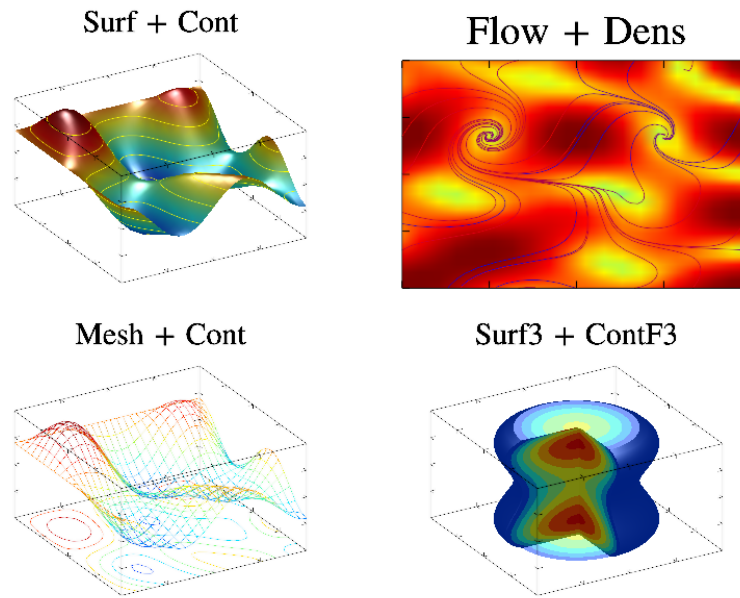 Surf + Cont
Flow + Dens
Mesh + Cont
Surf3 + ContF3